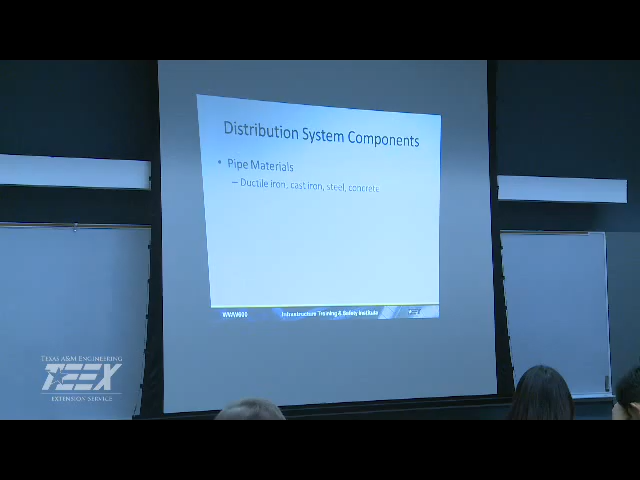 Distribution System Components
• Pipe Materials
– Ductile iron, cast iron, steel, concrete
Infrastructure Training & Safety Institute
TEEX
TEXAS A&M ENGINEERING
TEEX
EXTENSION SERVICE